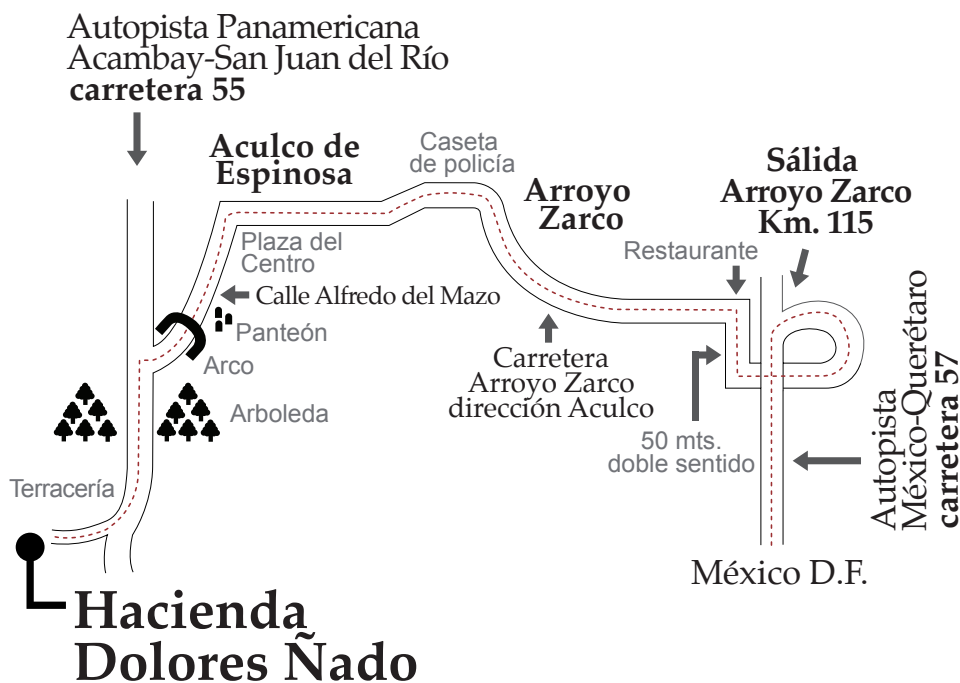 Autopista Panamericana
Acambay-San Juan del Río
carretera 55
Aculco de
Espinosa
Caseta
de policía
Arroyo
Zarco
Sálida
Arroyo Zarco
Km. 115
Restaurante
Plaza del
Centro
Calle Alfredo del Mazo
Panteón
Arco
Carretera
Arroyo Zarco
dirección Aculco
Arboleda
50 mts.
doble sentido
Autopista
México-Querétaro
carretera 57
Terracería
México D.F.
Hacienda
Dolores Ñado